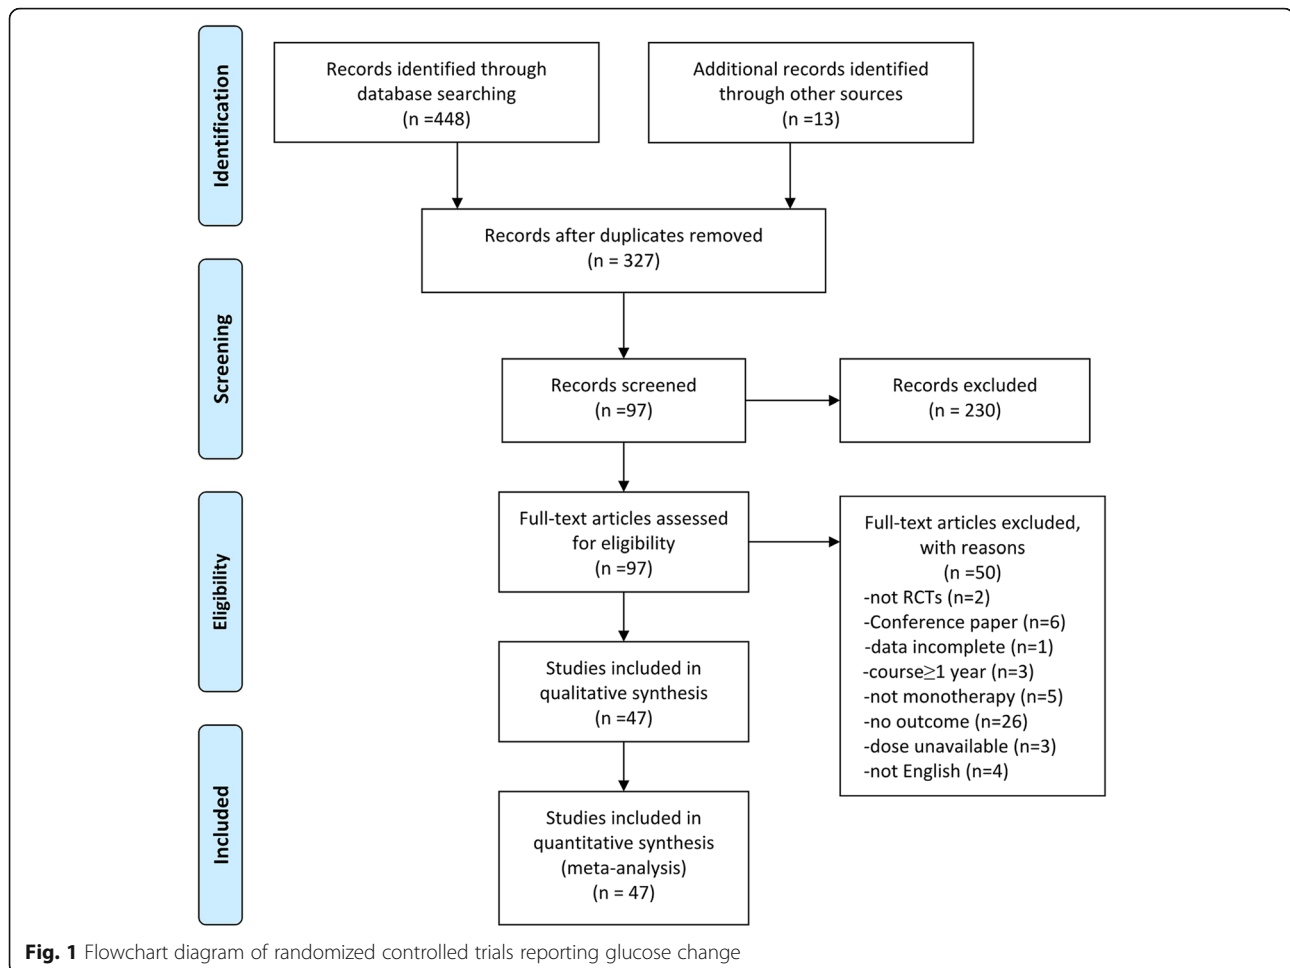 Identification
Records identified through
database searching
(n =448)
Additional records identified
through other sources
(n =13)
Records after duplicates removed
(n = 327)
Screening
Records screened
(n =97)
Records excluded
(n = 230)
Eligibility
Full-text articles assessed
for eligibility
(n =97)
Full-text articles excluded,
with reasons
(n =50)
-not RCTs (n=2)
-Conference paper (n=6)
-data incomplete (n=1)
-course≥1 year (n=3)
-not monotherapy (n=5)
-no outcome (n=26)
-dose unavailable (n=3)
-not English (n=4)
Studies included in
qualitative synthesis
(n =47)
Included
Studies included in
quantitative synthesis
(meta-analysis)
(n = 47)
Fig. 1 Flowchart diagram of randomized controlled trials reporting glucose change